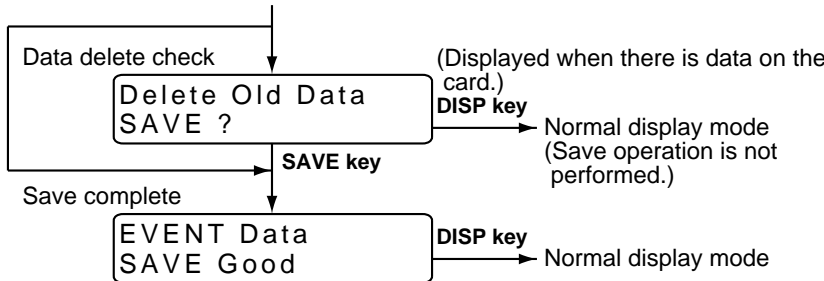 Data delete check
(Displayed when there is data on the
card.)
Delete Old Data
SAVE ?
DISP key
Normal display mode
(Save operation is not
performed.)
SAVE key
Save complete
EVENT Data
SAVE Good
DISP key
Normal display mode